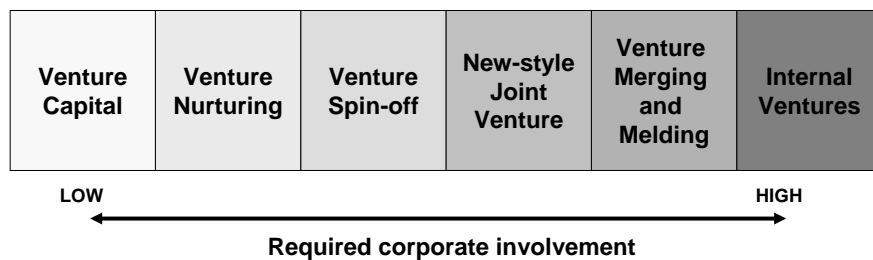 Venture
Capital
Venture
Nurturing
Venture
Spin-off
New-style
Joint
Venture
Venture
Merging
and
Melding
Internal
Ventures
LOW
HIGH
Required corporate involvement